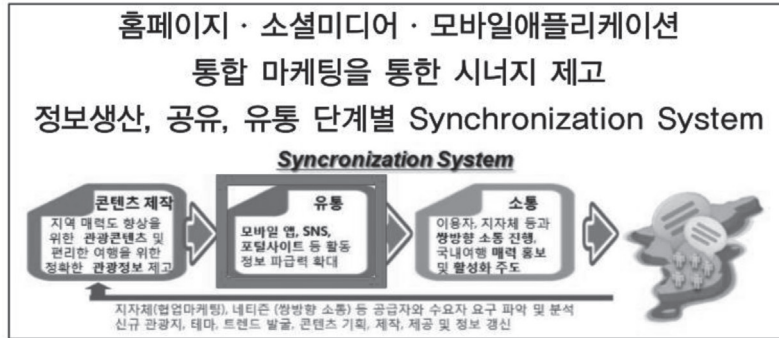 홈페이지 · 소셜미디어 · 모바일애플리케이션
통합 마케팅을 통한 시너지 제고
정보생산, 공유, 유통 단계별 Synchronization System
Syncronization System
콘텐츠 제작
지역 매력도 향상을
위한 관광콘텐츠 및
편리한 여행을 위한
정확한 관광정보 제고
유통
모바일 앱, SNS,
포털사이트 등 활동
정보 파급력 확대
소통
이용자, 지자체 등과
쌍방향 소통 진행,
국내여행 매력 홍보
및 활성화 주도
지자체(협업마케팅), 네티즌 (쌍방향 소통) 등 공급자와 수요자 요구 파악 및 분석
신규 관광지, 테마, 트렌드 발굴, 콘텐츠 기획, 제작, 제공 및 정보 갱신